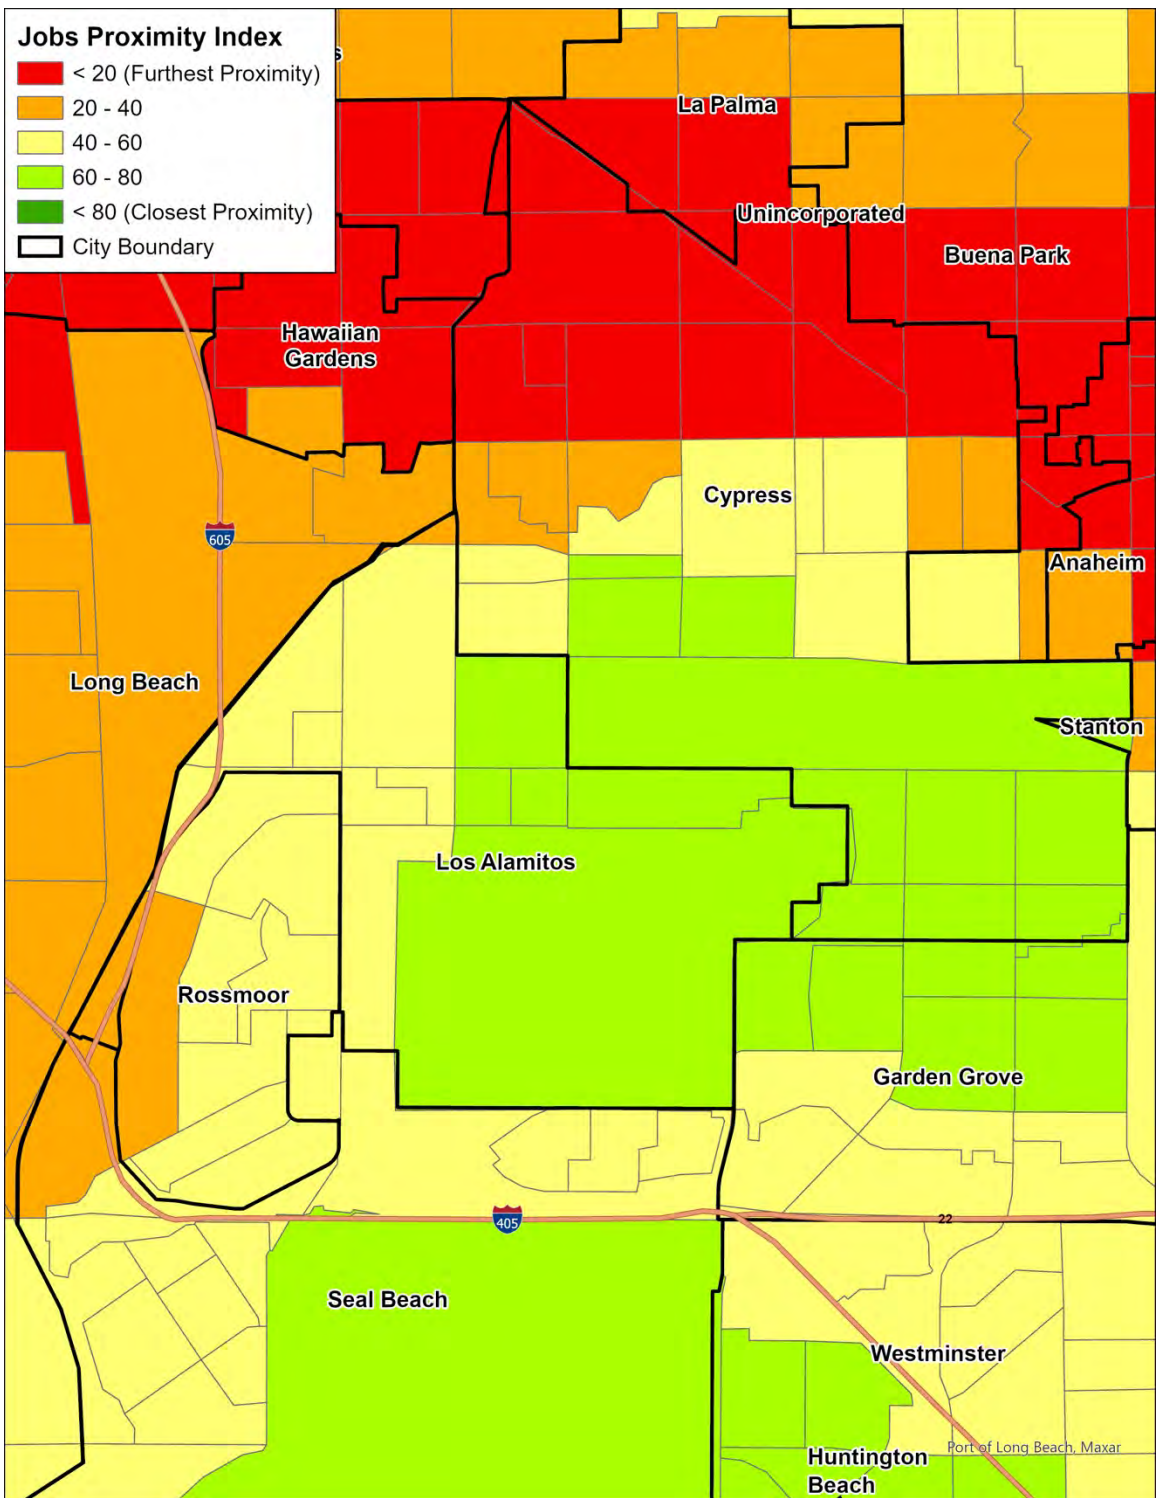 Jobs Proximity Index
< 20 (Furthest Proximity)
20 - 40
40 - 60
60 - 80
< 80 (Closest Proximity)
City Boundary
s
La Palma
Unincorporated
Buena Park
Hawaiian
Gardens
Cypress
605
Anaheim
Long Beach
Stanton
Los Alamitos
Rossmoor
Garden Grove
405
22
Seal Beach
Westminster
Port of Long Beach, Maxar
Huntington
Beach